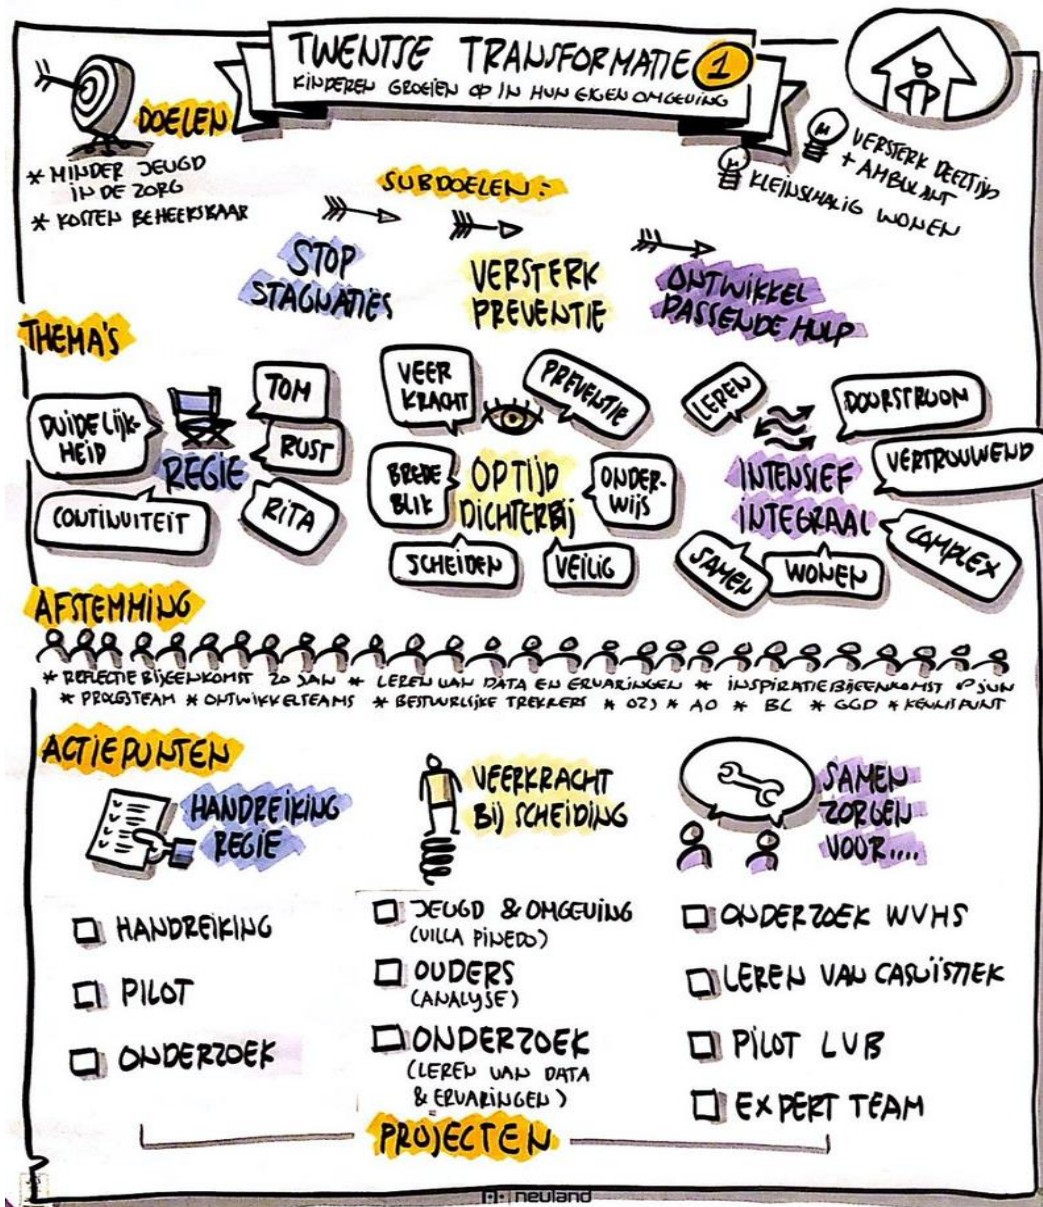 TWENTSE TRANSFORMATIE 1
KINDEREN GROEIEN OP IN HUN EIGEN OMGEVING
DOELEN
* MINDER JEUGD
IN DE ZORG
* KOSTEN BEHEERSBAAR
VERSTERK DEELTIJD
+ AMBULANT
KLEINSCHALIG WONEN
SUBDOELEN:
STOP
STAGNATIES
VERSTERK
PREVENTIE
ONTWIKKEL
PASSENDE HULP
THEMA'S
DUIDELIJK-
HEID
TOM
RUST
REGIE
CONTINUITEIT
RITA
VEER
KRACHT
PREVENTIE
BREDE
BLIK
OP TIJD
DICHTERBIJ
ONDER-
WIJS
SCHEIDEN
VEILIG
LEREN
DOORSTROOM
VERTROUWEND
INTENSIEF
INTEGRAAL
COMPLEX
SAMEN
WONEN
AFSTEMMING
* REFLECTIE BIJEENKOMST 20 JAN * LEREN VAN DATA EN ERVARINGEN * INSPIRATIEBIJEENKOMST JUN
* PROCESTEAM * ONTWIKKELTEAMS * BESTUURLIJKE TREKKERS * OZJ * AO * BC * GGD * KENNISPUNT
ACTIEPUNTEN
HANDREIKING
REGIE
HANDREIKING
PILOT
ONDERZOEK
VEERKRACHT
BIJ SCHEIDING
JEUGD & OMGEVING
(VILLA PINEDO)
OUDERS
(ANALYSE)
ONDERZOEK
(LEREN VAN DATA
& ERVARINGEN)
SAMEN
ZORGEN
VOOR....
ONDERZOEK WVHS
LEREN VAN CASUÏSTIEK
PILOT LVB
EXPERT TEAM
PROJECTEN
neuland